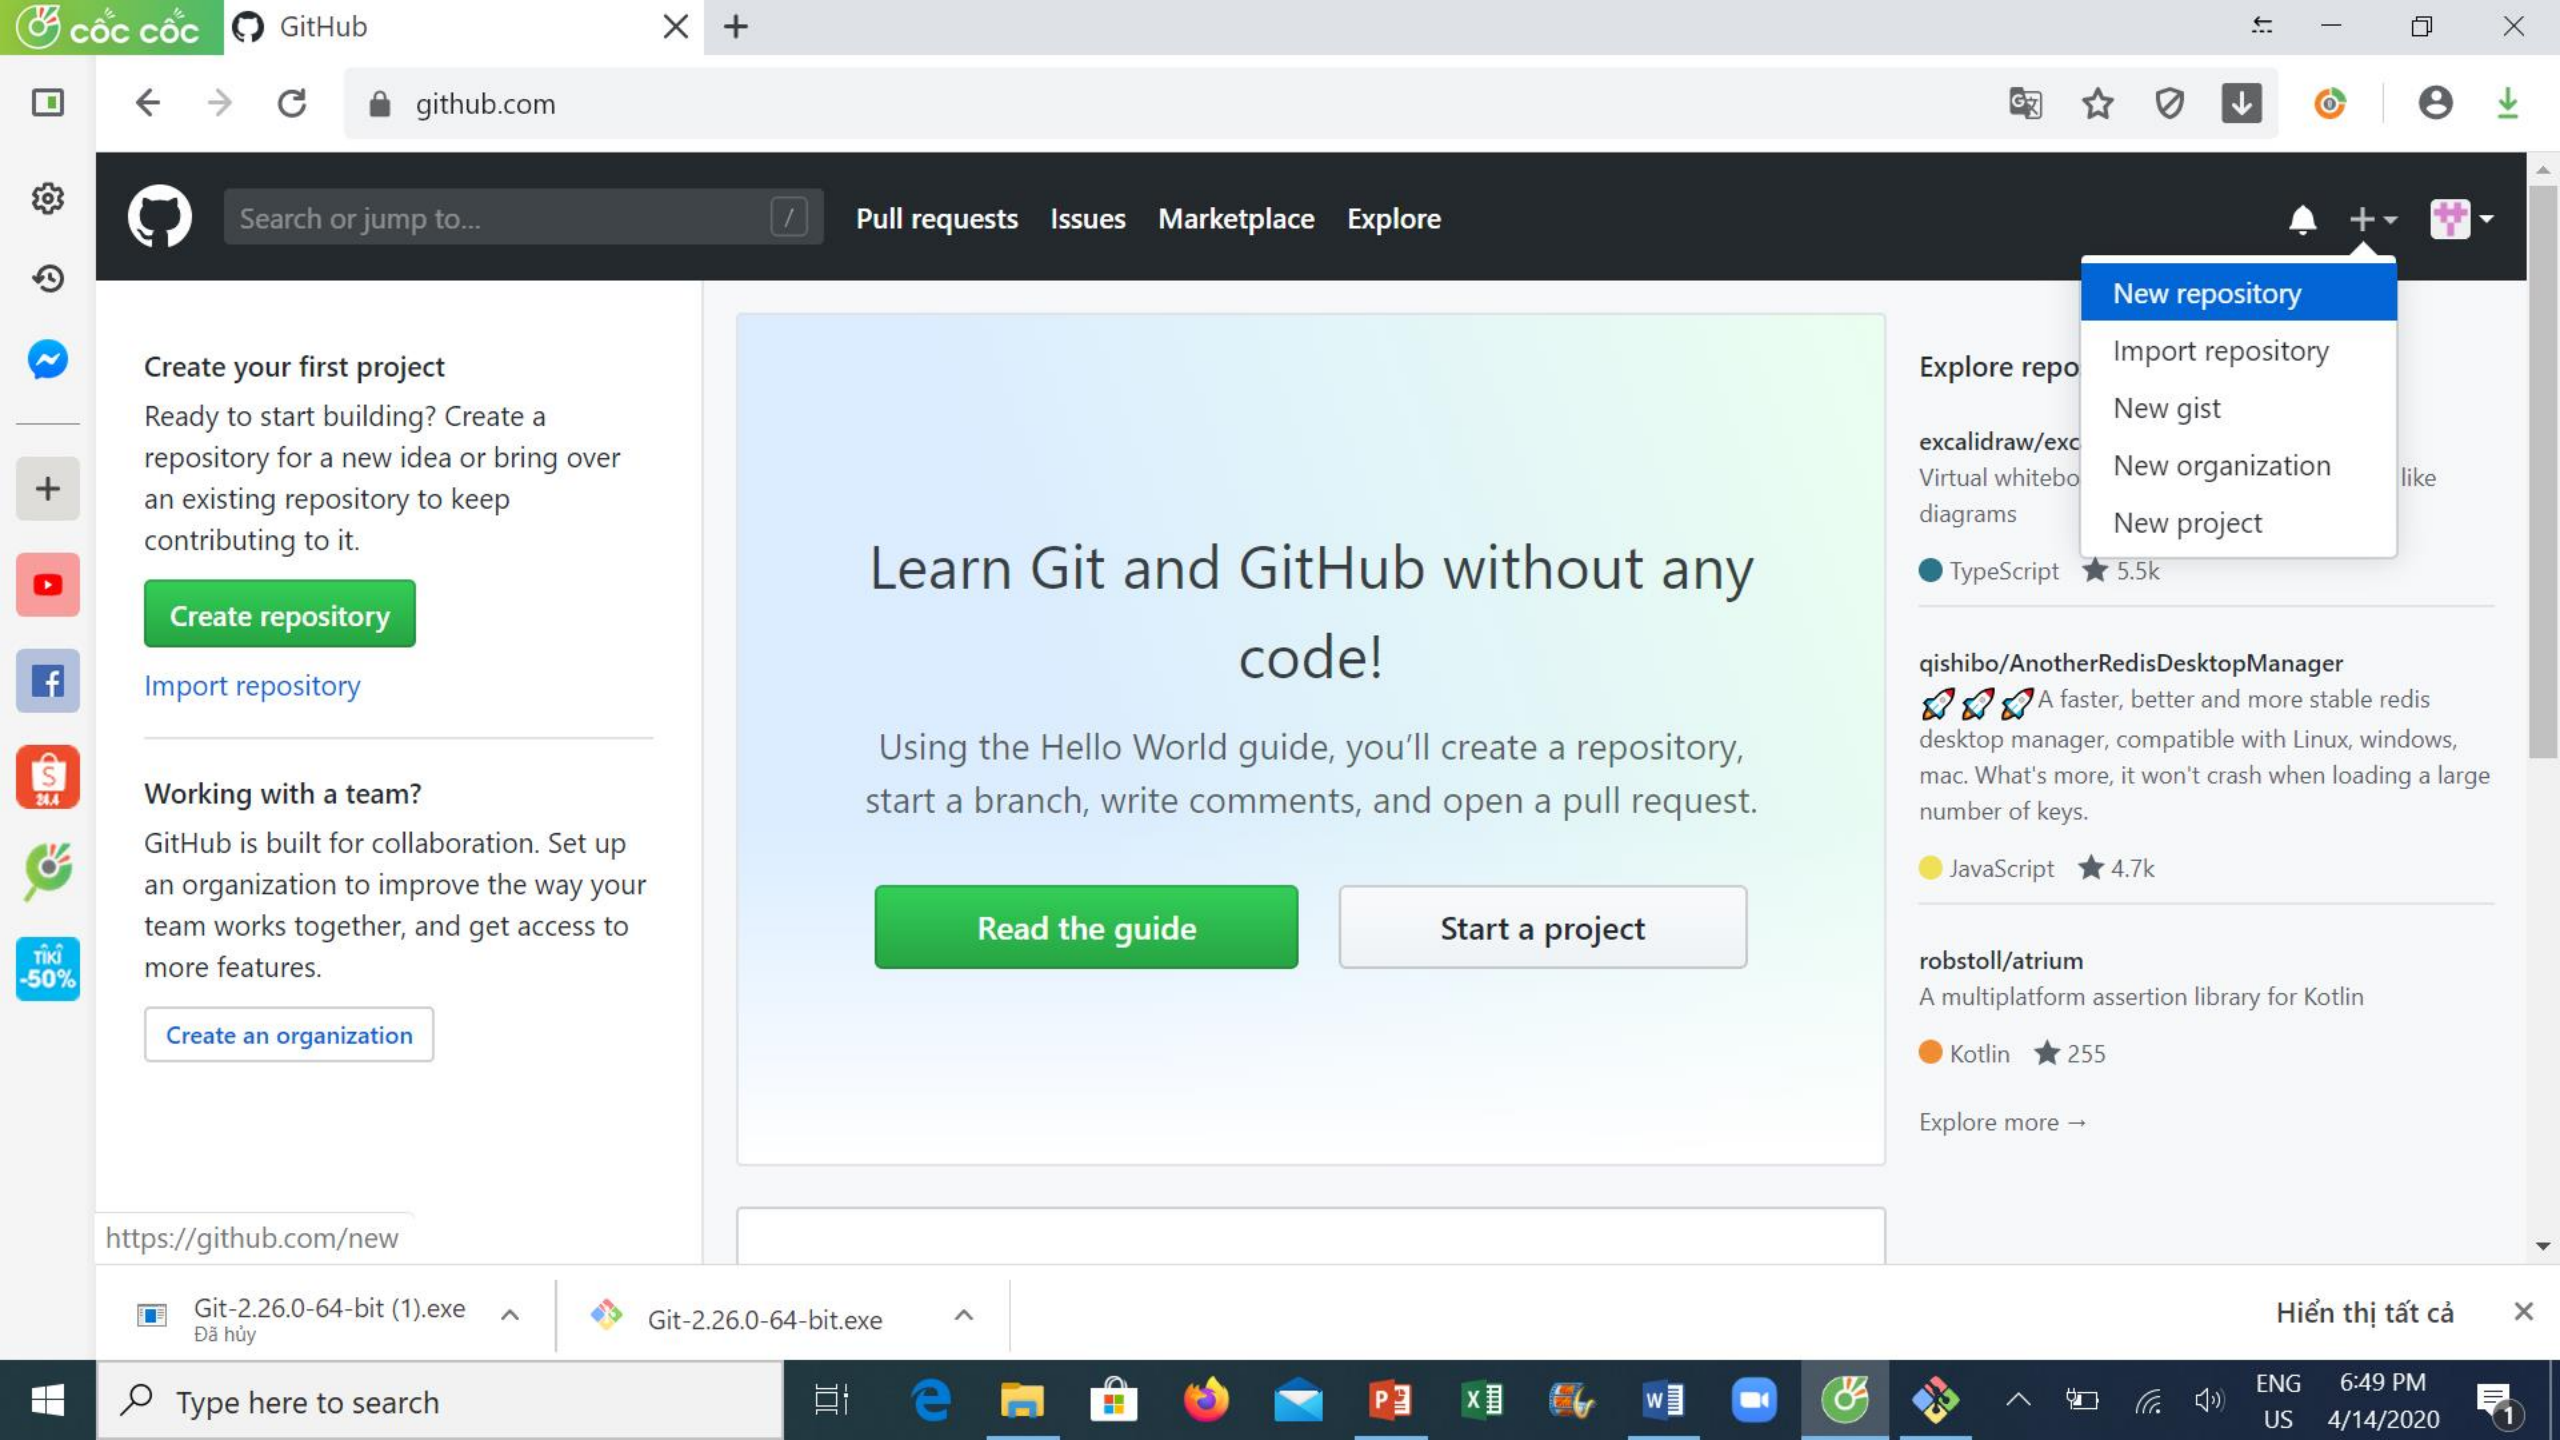 cốc cốc
GitHub
github.com
Search or jump to...
/
Pull requests
Issues
Marketplace
Explore
New repository
Import repository
New gist
New organization
New project
Create your first project
Ready to start building? Create a
repository for a new idea or bring over
an existing repository to keep
contributing to it.
Create repository
Import repository
Working with a team?
GitHub is built for collaboration. Set up
an organization to improve the way your
team works together, and get access to
more features.
Create an organization
Learn Git and GitHub without any
code!
Using the Hello World guide, you'll create a repository,
start a branch, write comments, and open a pull request.
Read the guide
Start a project
Explore repo
excalidraw/exc
Virtual whitebo like
diagrams
TypeScript 5.5k
qishibo/AnotherRedisDesktopManager
🚀🚀🚀A faster, better and more stable redis
desktop manager, compatible with Linux, windows,
mac. What's more, it won't crash when loading a large
number of keys.
JavaScript 4.7k
robstoll/atrium
A multiplatform assertion library for Kotlin
Kotlin 255
Explore more →
24.4
TIKI
-50%
https://github.com/new
Git-2.26.0-64-bit (1).exe
Đã hủy
Git-2.26.0-64-bit.exe
Hiển thị tất cả
Type here to search
ENG
US
6:49 PM
4/14/2020
1